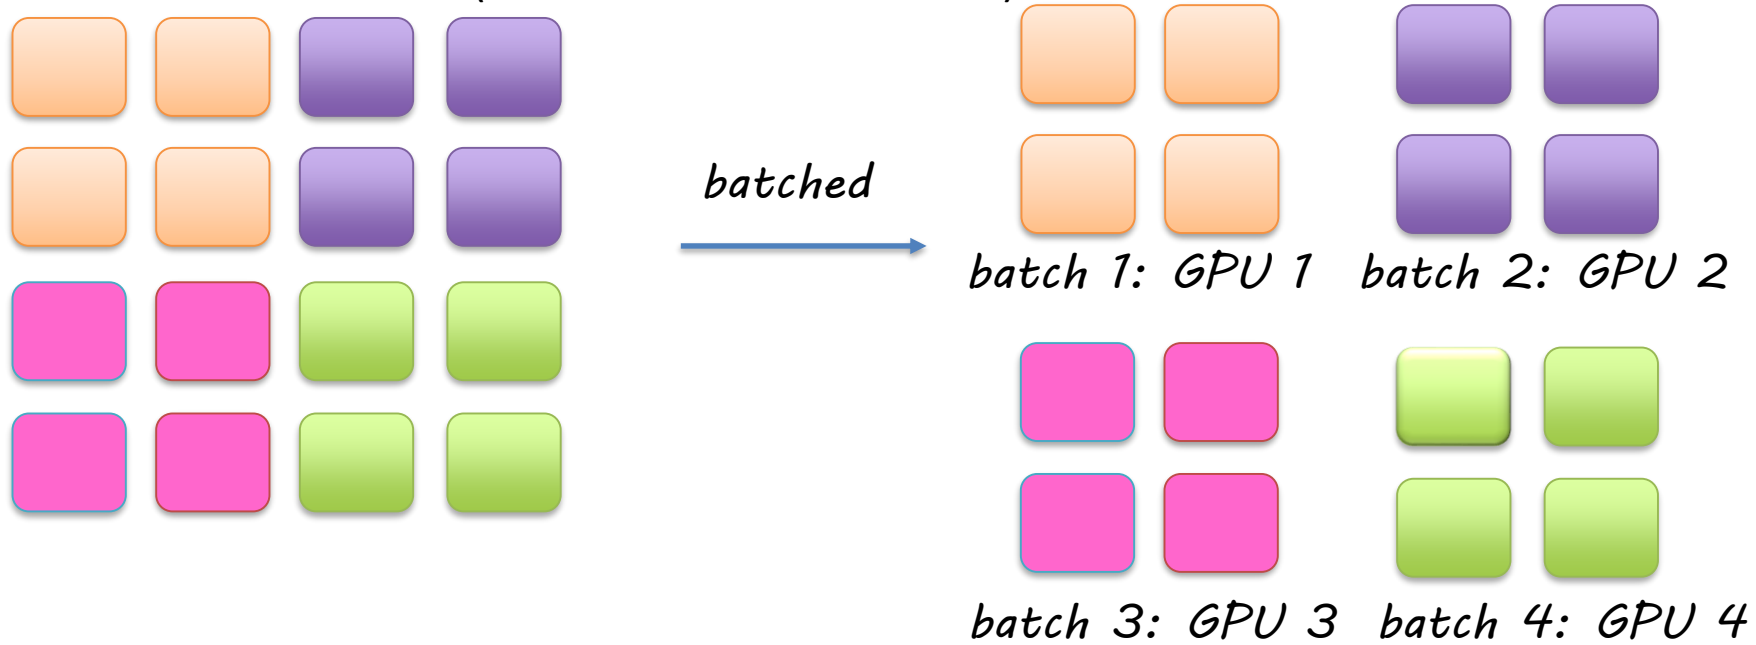 batched
batch 1: GPU 1
batch 2: GPU 2
batch 3: GPU 3
batch 4: GPU 4